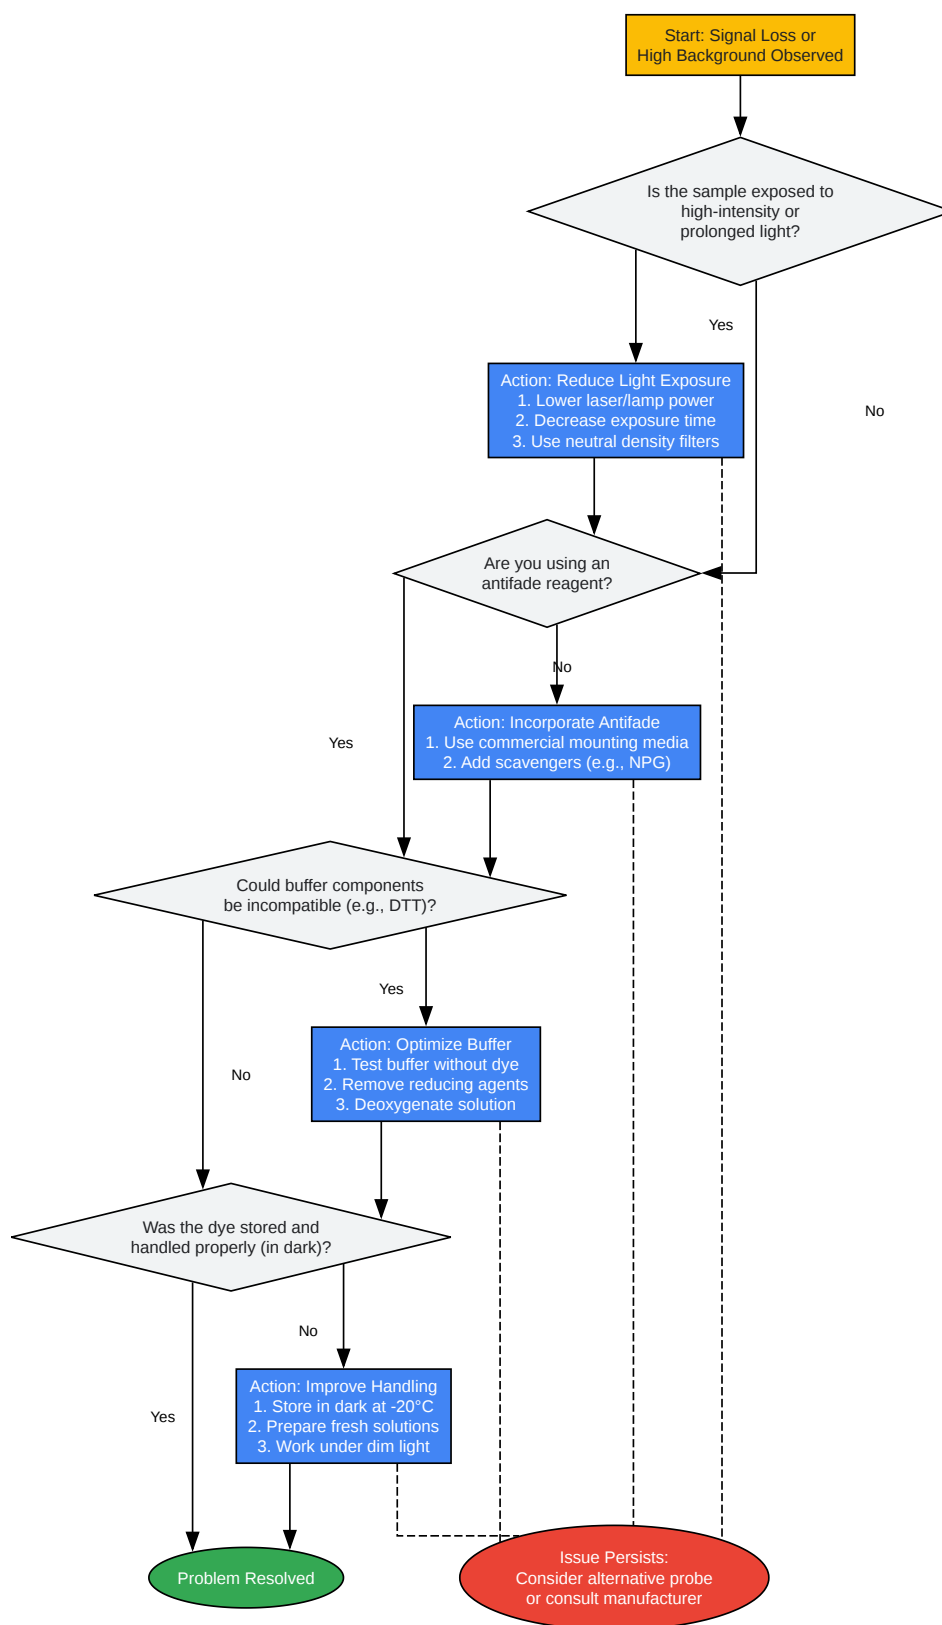 Start: Signal Loss or
High Background Observed
Is the sample exposed to
high-intensity or
prolonged light?
Yes
No
Action: Reduce Light Exposure
1. Lower laser/lamp power
2. Decrease exposure time
3. Use neutral density filters
Are you using an
antifade reagent?
No
Yes
Action: Incorporate Antifade
1. Use commercial mounting media
2. Add scavengers (e.g., NPG)
Could buffer components
be incompatible (e.g., DTT)?
Yes
No
Action: Optimize Buffer
1. Test buffer without dye
2. Remove reducing agents
3. Deoxygenate solution
Was the dye stored and
handled properly (in dark)?
No
Yes
Action: Improve Handling
1. Store in dark at -20°C
2. Prepare fresh solutions
3. Work under dim light
Problem Resolved
Issue Persists:
Consider alternative probe
or consult manufacturer